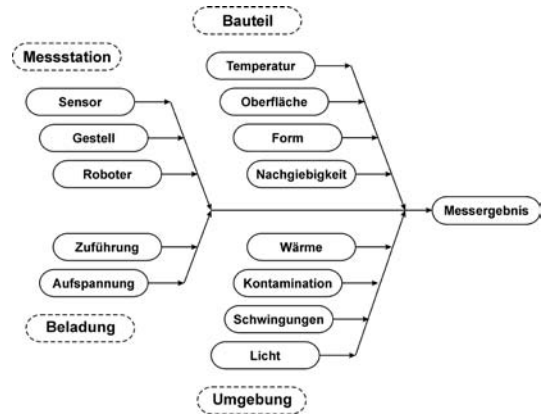 Bauteil
Messstation
Temperatur
Sensor
Oberfläche
Gestell
Form
Roboter
Nachgiebigkeit
Messergebnis
Zuführung
Wärme
Aufspannung
Kontamination
Beladung
Schwingungen
Licht
Umgebung